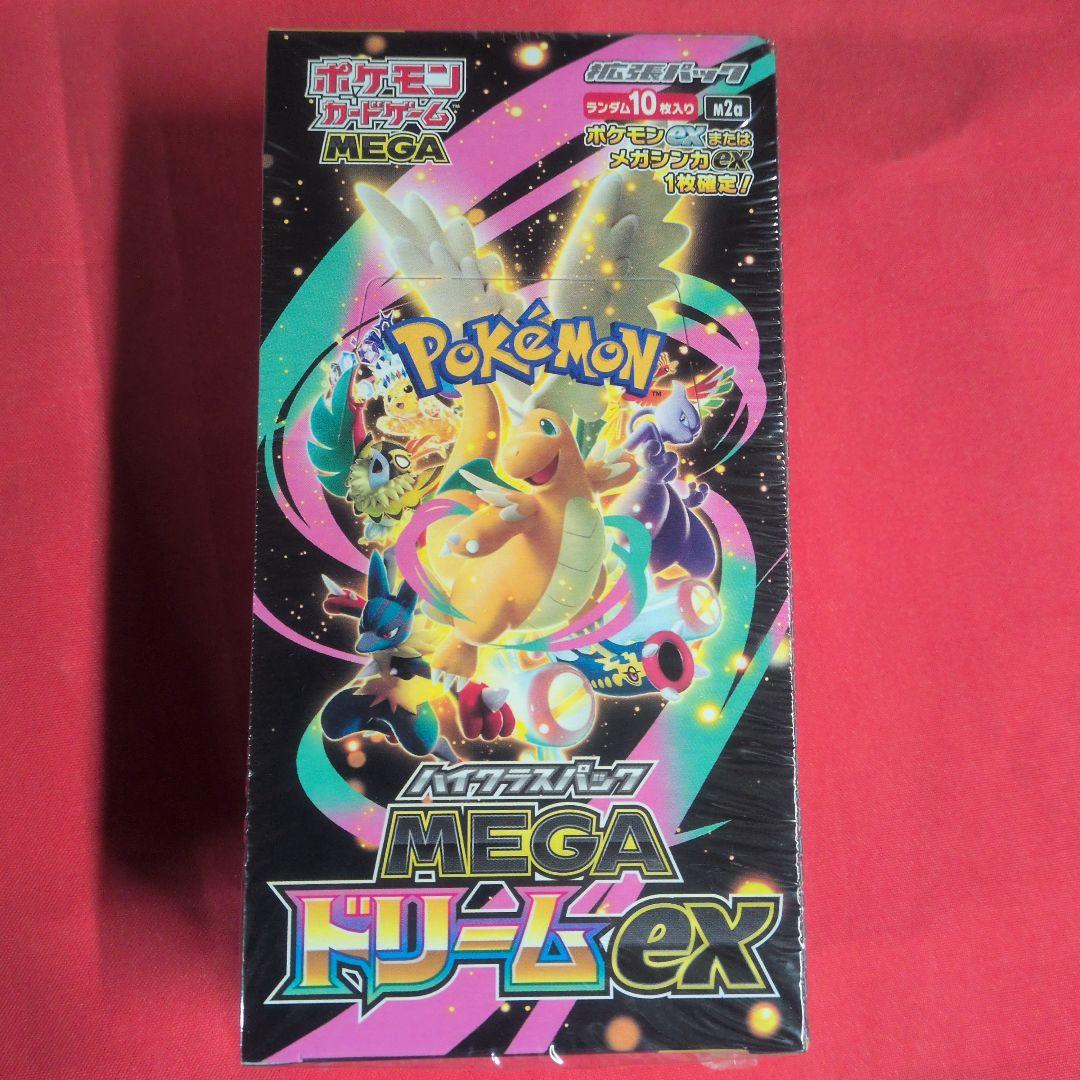 ポケモン
カードゲーム™
MEGA
拡張パック
ランダム10枚入り m2a
ポケモンexまたは
メガシンカex
1枚確定!
POKéMON™
ハイクラスパック
MEGA
ドリームex